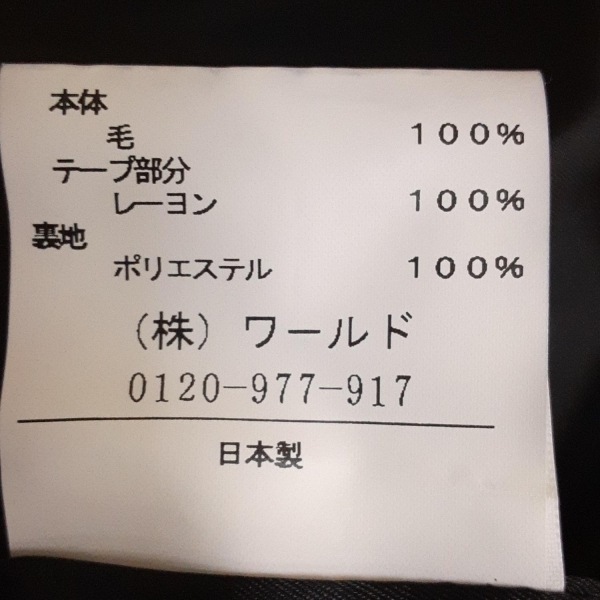 本体
毛 100%
テープ部分
レーヨン 100%
裏地
ポリエステル 100%
(株) ワールド
0120-977-917
日本製